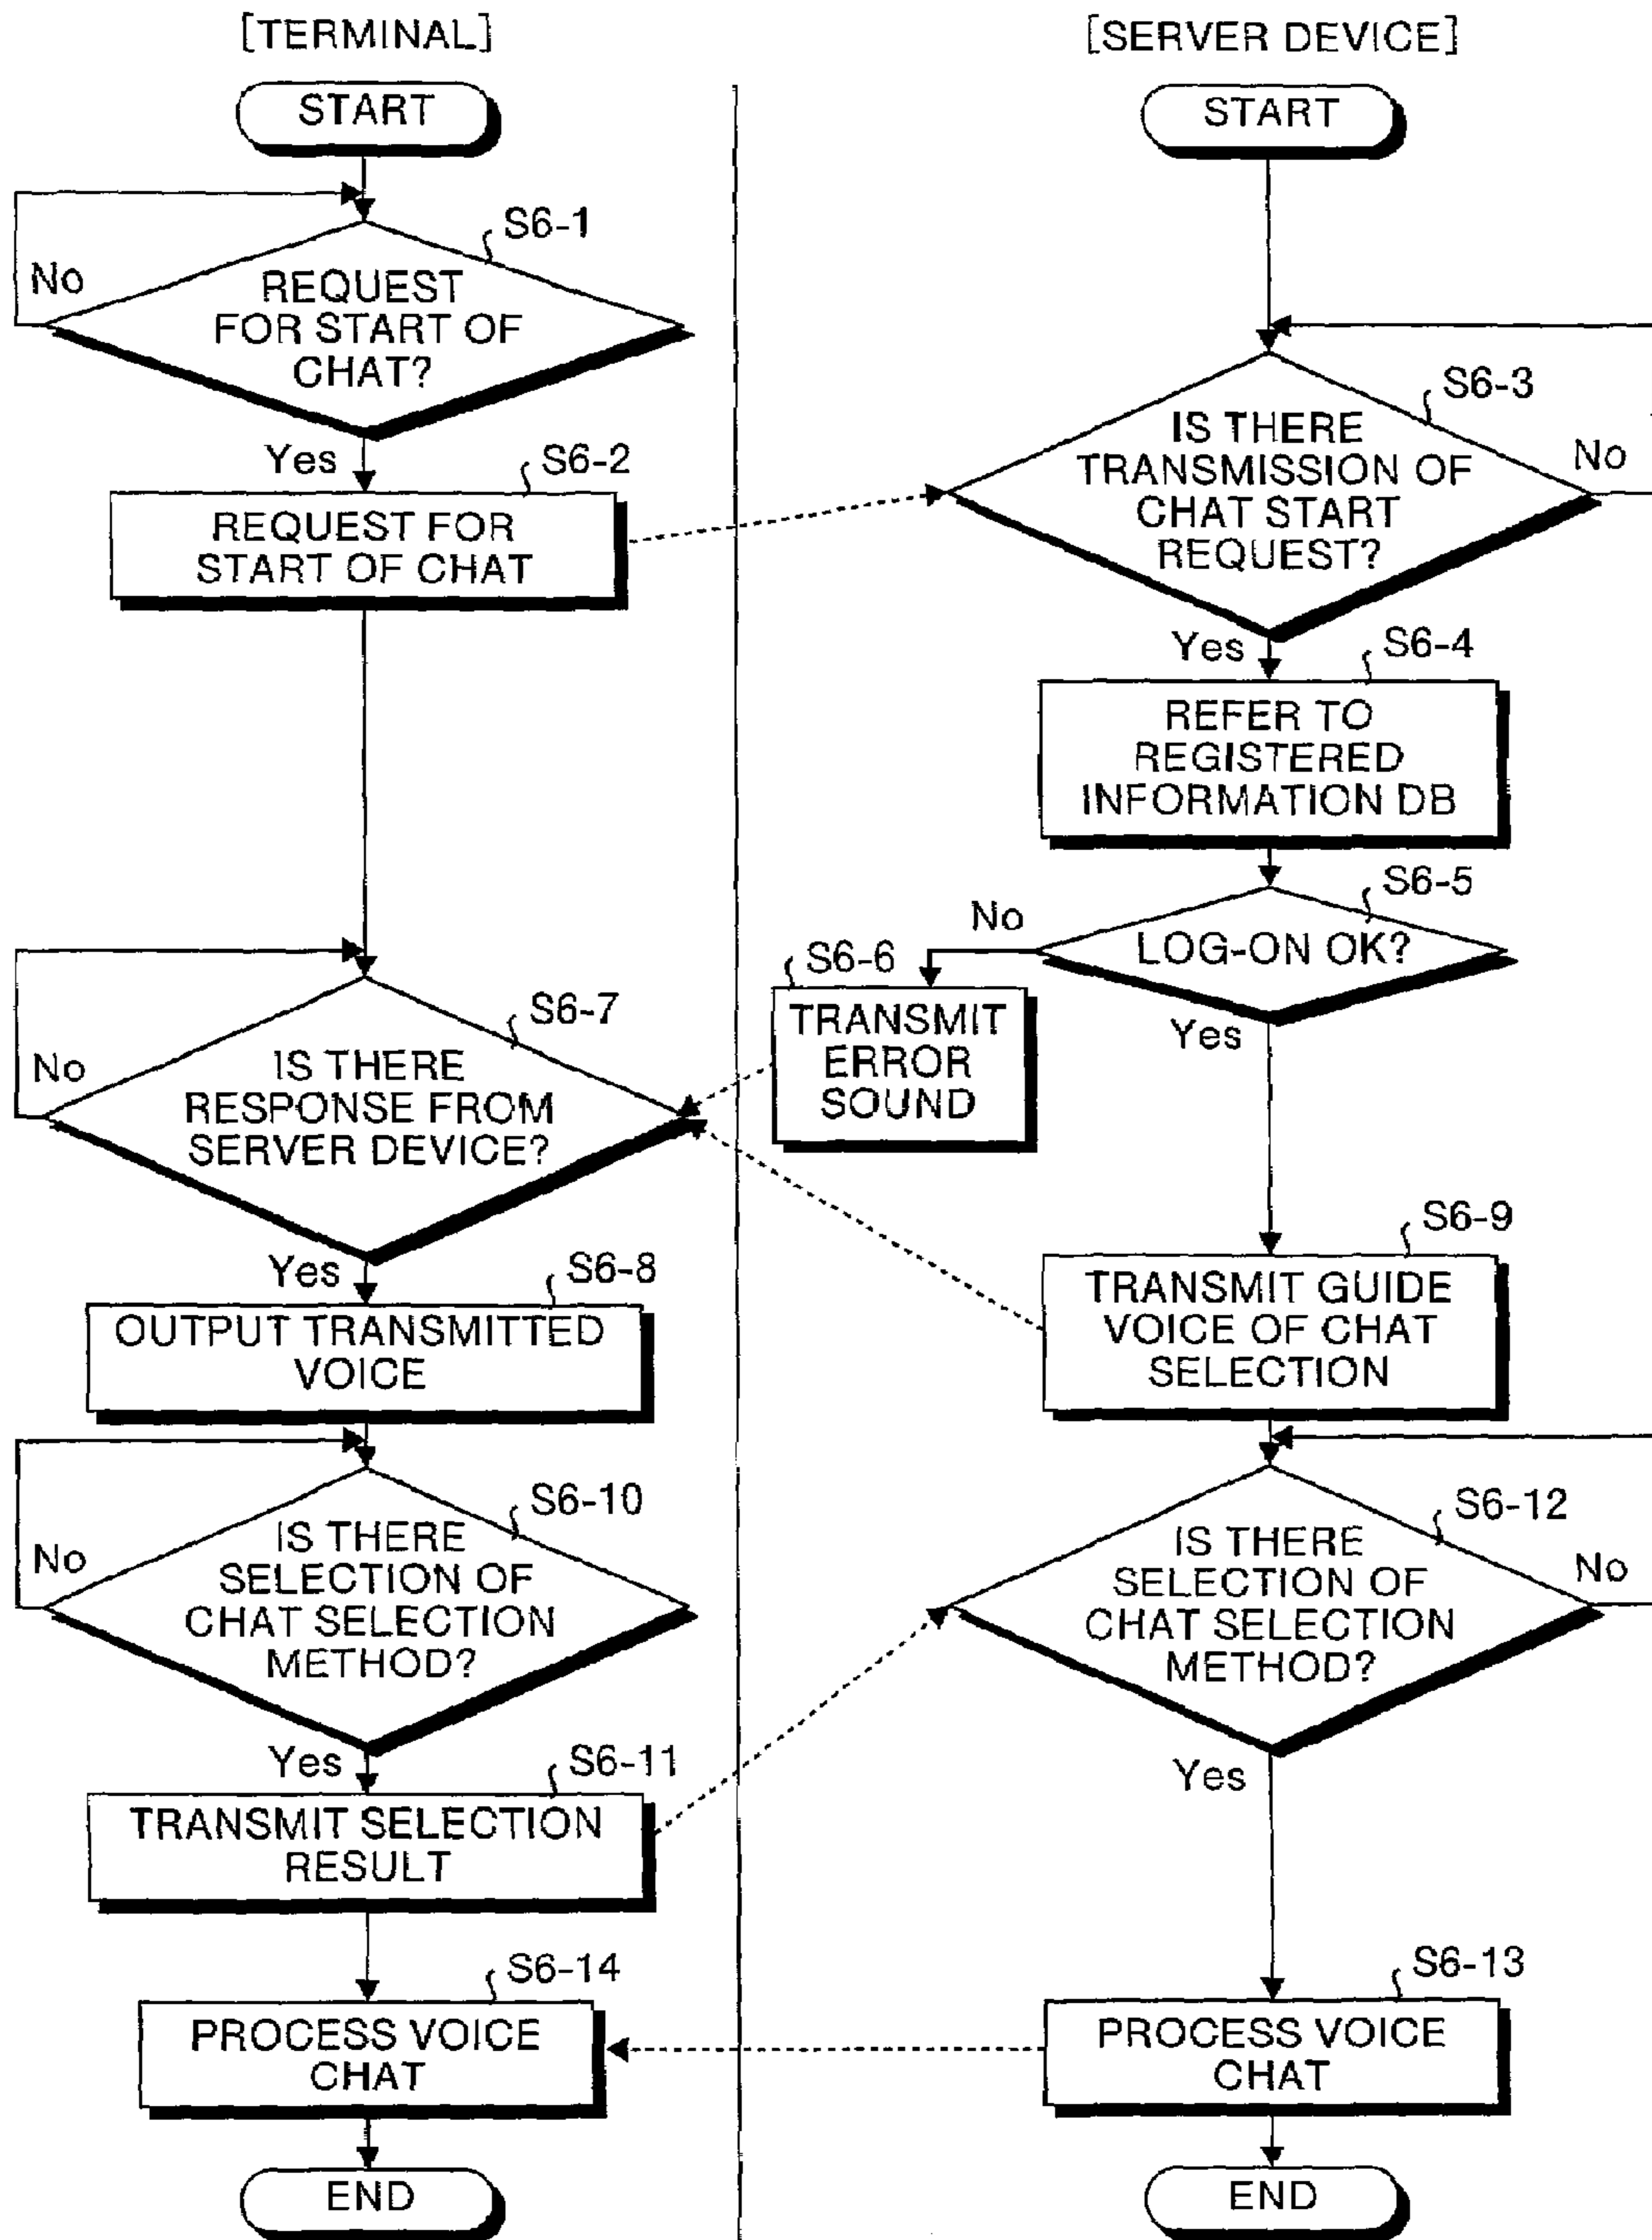 [TERMINAL]
START
S6-1
No
REQUEST
FOR START OF
CHAT?
Yes
S6-2
REQUEST FOR
START OF CHAT
S6-7
No
IS THERE
RESPONSE FROM
SERVER DEVICE?
Yes
S6-8
OUTPUT TRANSMITTED
VOICE
S6-10
No
IS THERE
SELECTION OF
CHAT SELECTION
METHOD?
Yes
S6-11
TRANSMIT SELECTION
RESULT
S6-14
PROCESS VOICE
CHAT
END
[SERVER DEVICE]
START
S6-3
IS THERE
TRANSMISSION OF
CHAT START
REQUEST?
No
Yes
S6-4
REFER TO
REGISTERED
INFORMATION DB
S6-5
No
LOG-ON OK?
S6-6
TRANSMIT
ERROR
SOUND
Yes
S6-9
TRANSMIT GUIDE
VOICE OF CHAT
SELECTION
S6-12
IS THERE
SELECTION OF
CHAT SELECTION
METHOD?
No
Yes
S6-13
PROCESS VOICE
CHAT
END